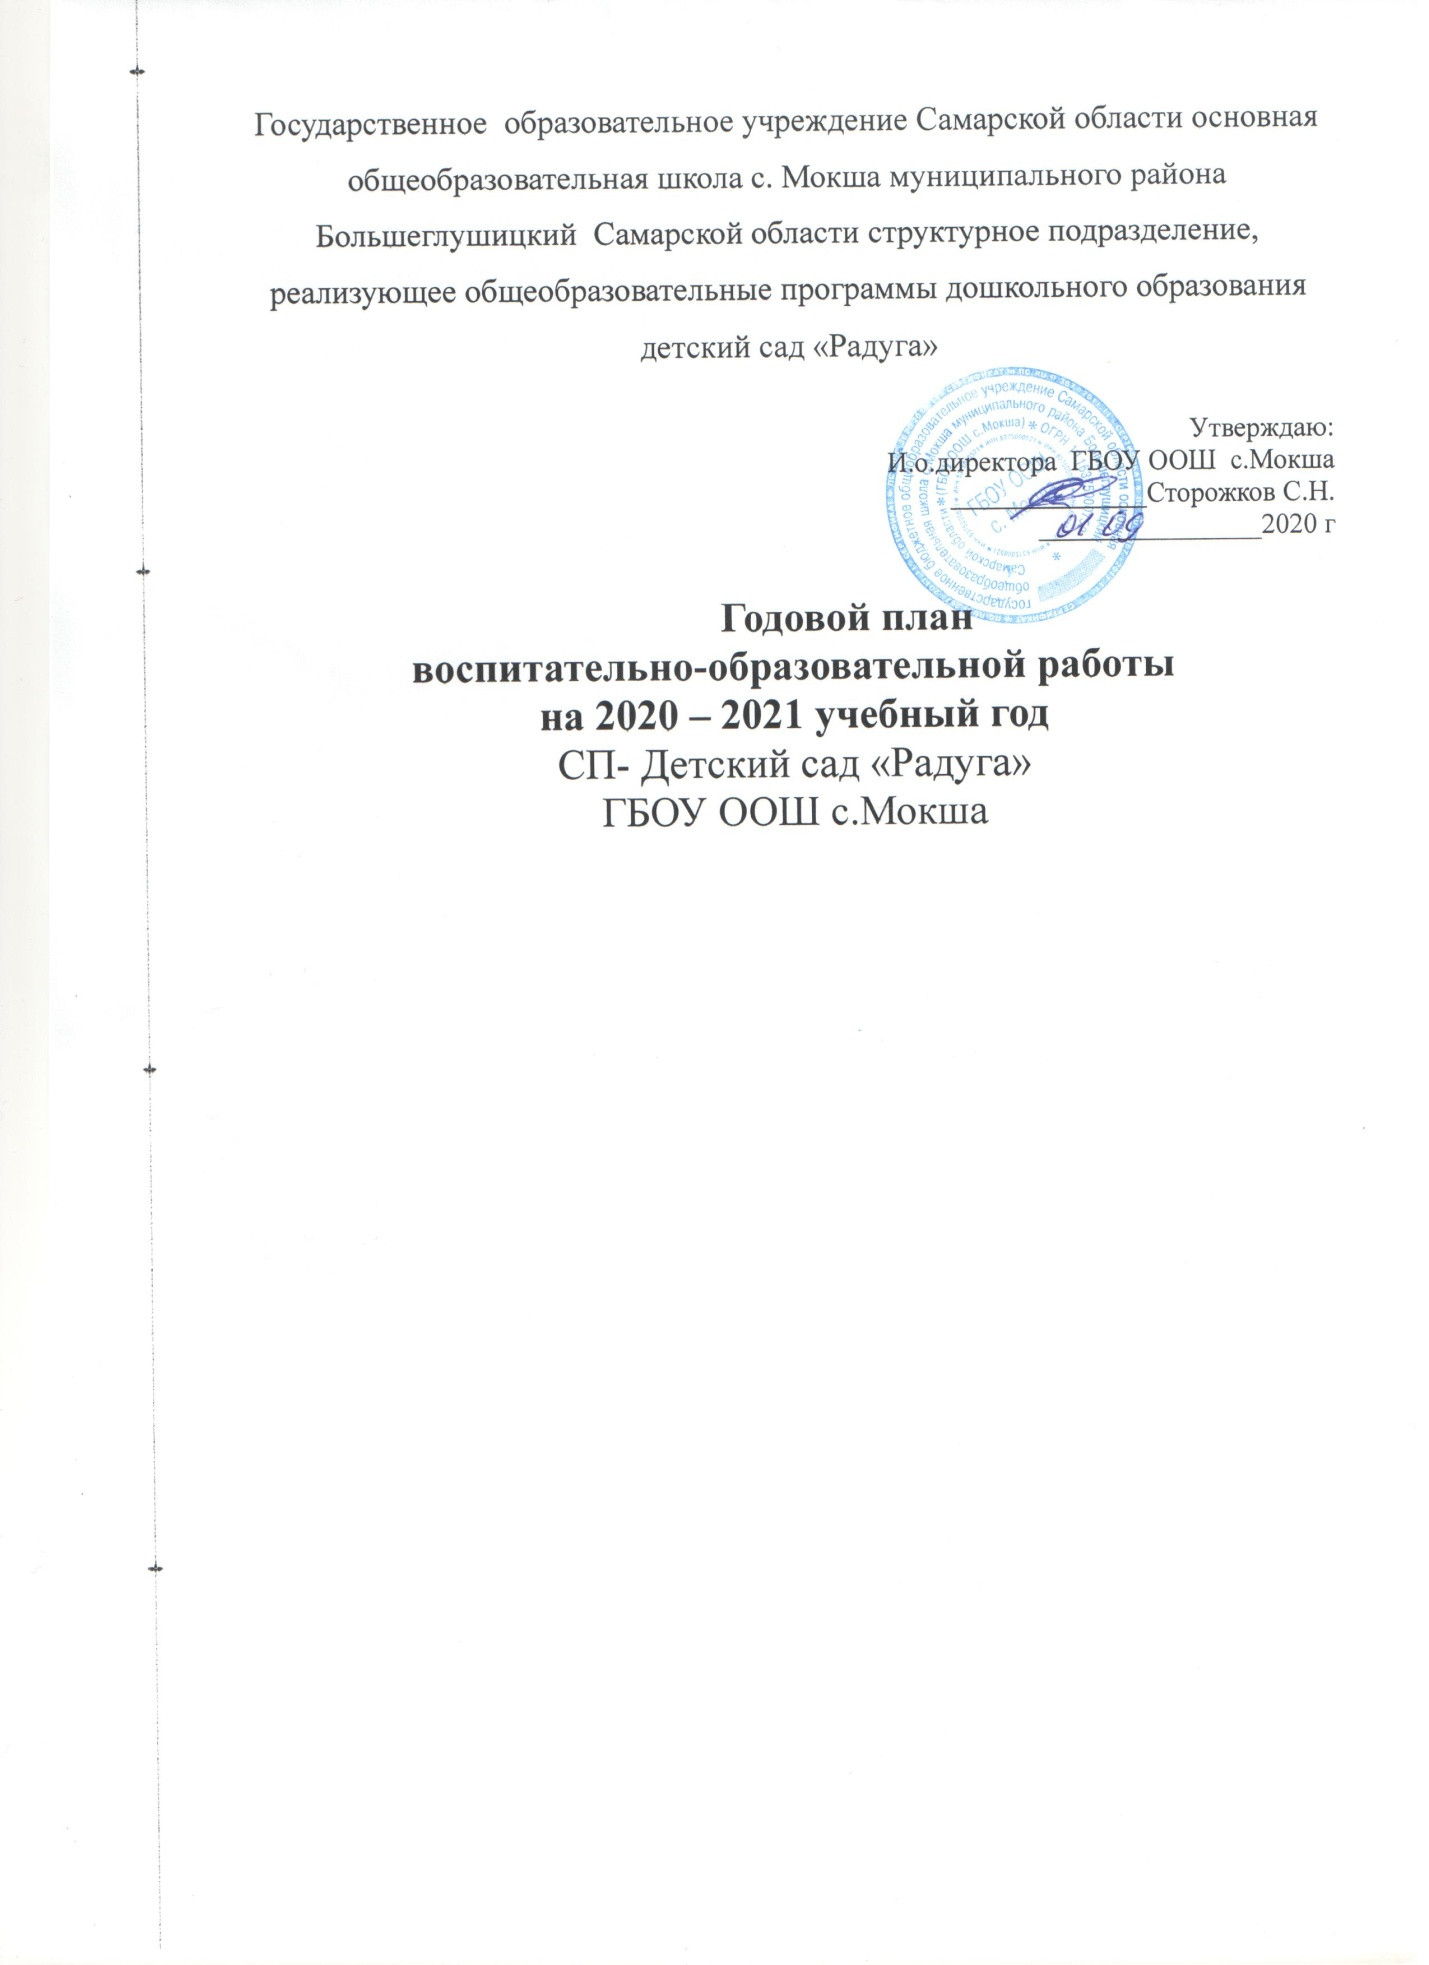 Государственное  образовательное учреждение Самарской области основная
общеобразовательная школа с. Мокша муниципального района
Большеглушицкий  Самарской области структурное подразделение,
реализующее общеобразовательные программы дошкольного образования
детский сад «Радуга»
Утверждаю:
И.о.директора  ГБОУ ООШ  с.Мокша
Сторожков С.Н.
01 09 2020 г
Годовой план
воспитательно-образовательной работы
на 2020 – 2021 учебный год
СП- Детский сад «Радуга»
ГБОУ ООШ с.Мокша